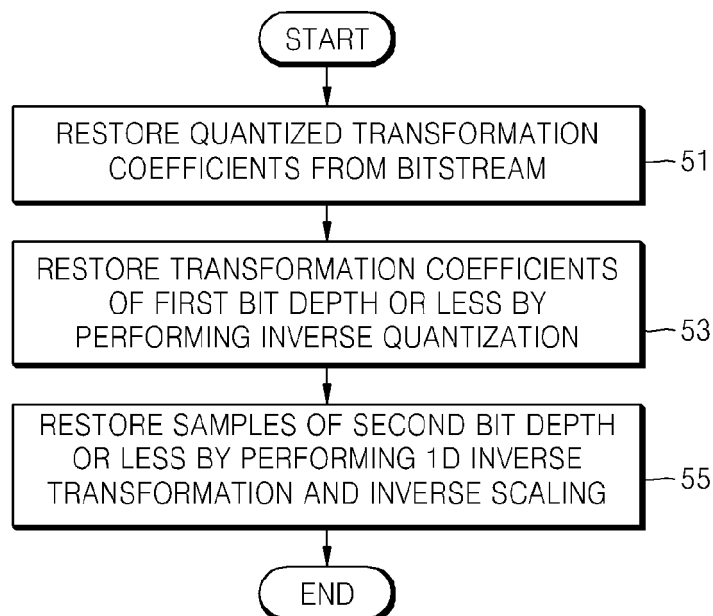 START
RESTORE QUANTIZED TRANSFORMATION
COEFFICIENTS FROM BITSTREAM
51
RESTORE TRANSFORMATION COEFFICIENTS
OF FIRST BIT DEPTH OR LESS BY
PERFORMING INVERSE QUANTIZATION
53
RESTORE SAMPLES OF SECOND BIT DEPTH
OR LESS BY PERFORMING 1D INVERSE
TRANSFORMATION AND INVERSE SCALING
55
END